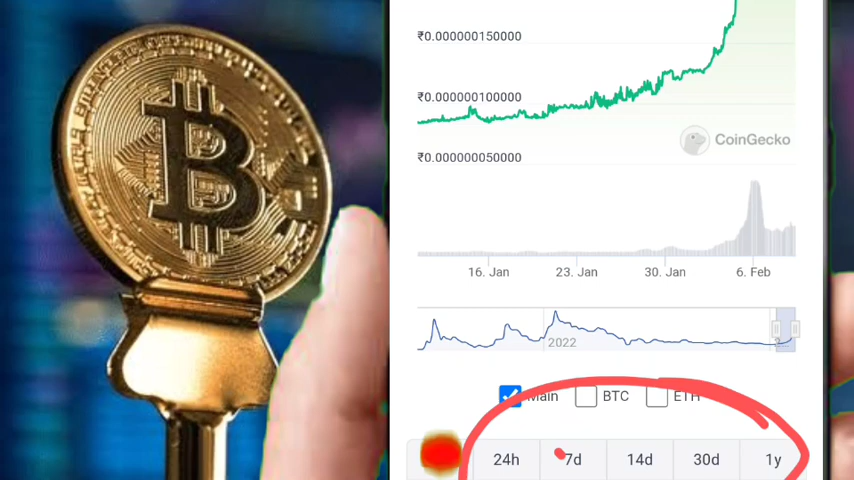 ₹0.000000150000
₹0.000000100000
CoinGecko
₹0.000000050000
16. Jan
23. Jan
30. Jan
6. Feb
2022
Main
BTC
ETH
24h
7d
14d
30d
1y